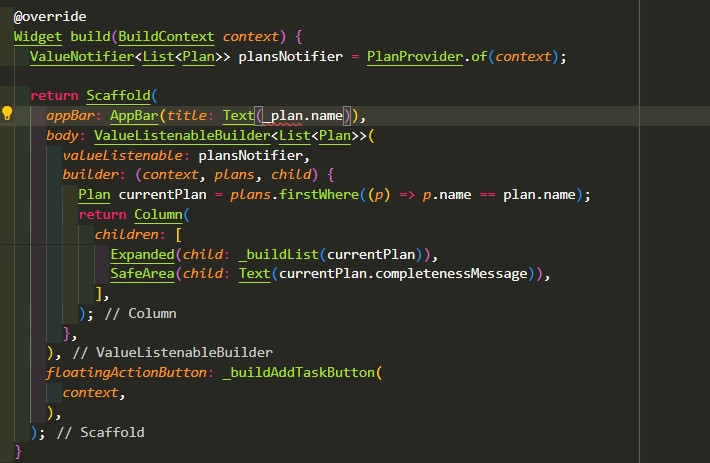 @override
Widget build(BuildContext context) {
  ValueNotifier<List<Plan>> plansNotifier = PlanProvider.of(context);

  return Scaffold(
    appBar: AppBar(title: Text(_plan.name)),
    body: ValueListenableBuilder<List<Plan>>(
      valueListenable: plansNotifier,
      builder: (context, plans, child) {
        Plan currentPlan = plans.firstWhere((p) => p.name == plan.name);
        return Column(
          children: [
            Expanded(child: _buildList(currentPlan)),
            SafeArea(child: Text(currentPlan.completenessMessage)),
          ],
        ); // Column
      },
    ), // ValueListenableBuilder
    floatingActionButton: _buildAddTaskButton(
      context,
    ),
  ); // Scaffold
}